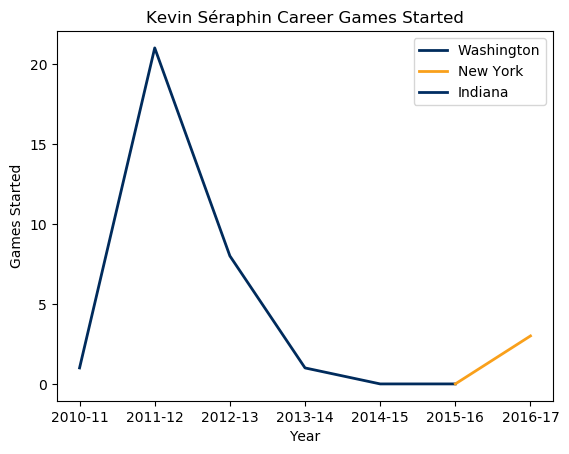 Kevin Séraphin Career Games Started
Washington
New York
Indiana
20
15
10
5
0
Games Started
2010-11 2011-12 2012-13 2013-14 2014-15 2015-16 2016-17
Year